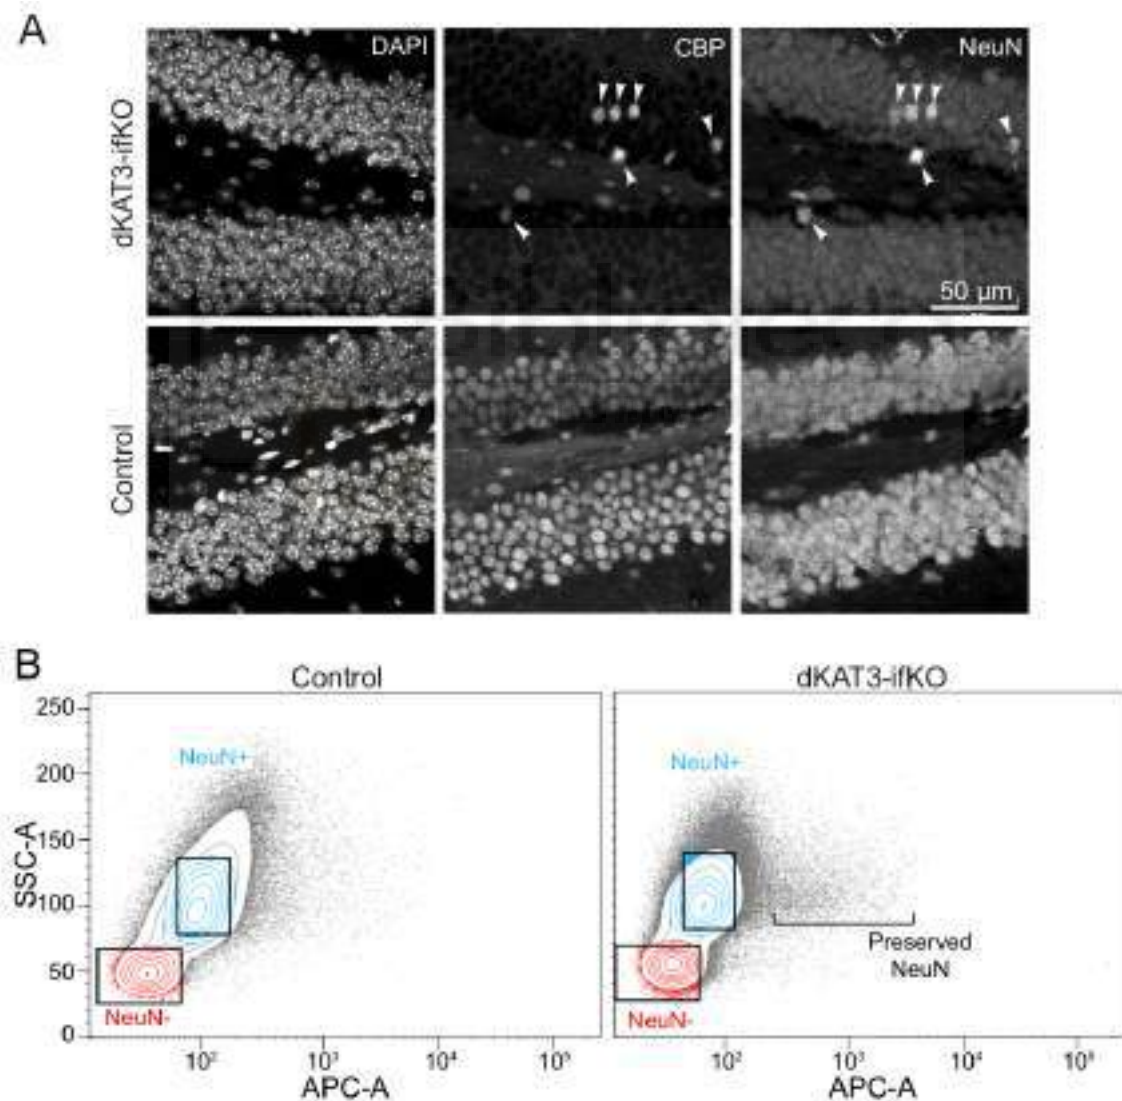 A
DAPI
CBP
NeuN
dKAT3-ifKO
50 µm
Control
B
Control
dKAT3-ifKO
250
200
150
100
50
0
SSC-A
NeuN+
NeuN-
NeuN+
NeuN-
Preserved
NeuN
10² 10³ 10⁴ 10⁵
10² 10³ 10⁴ 10⁵
APC-A
APC-A